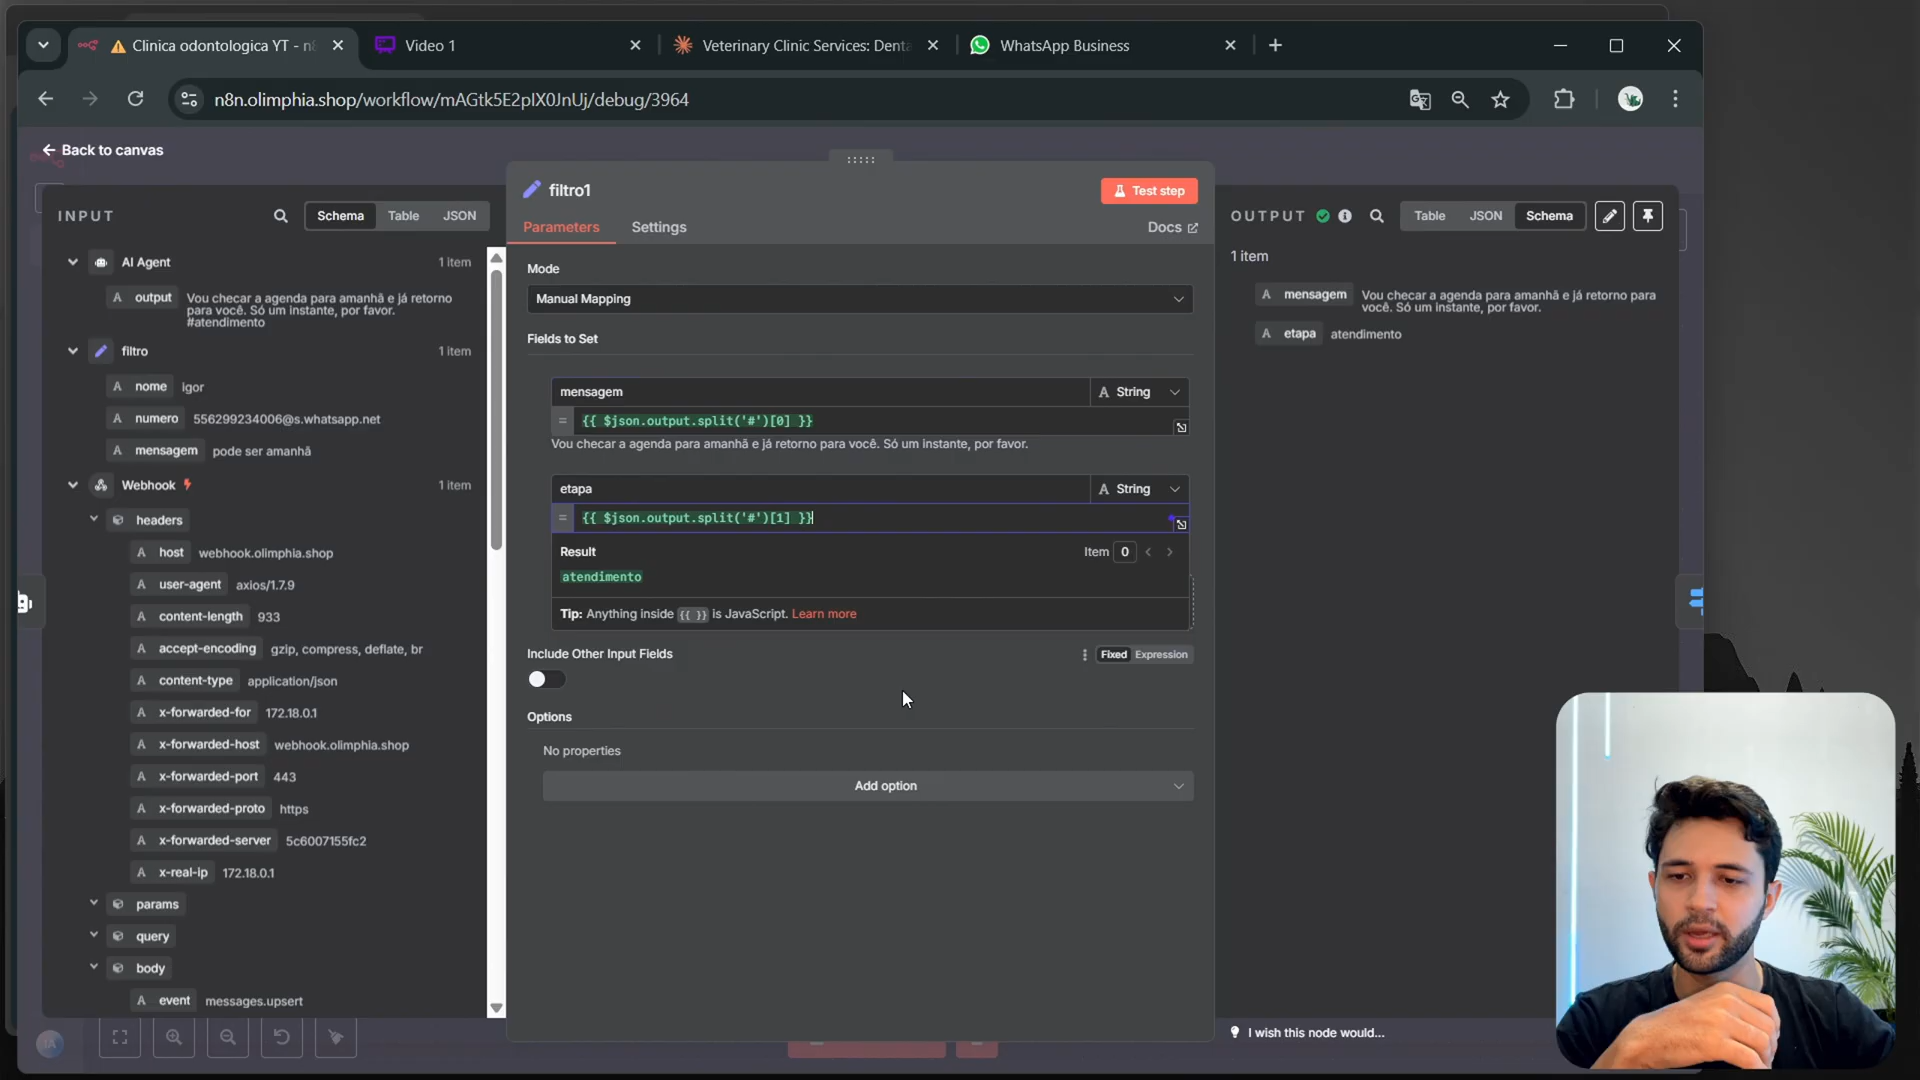 Clinica odontologica YT - n8
Video 1
Veterinary Clinic Services: Denta
WhatsApp Business
n8n.olimphia.shop/workflow/mAGtk5E2pIX0JnUj/debug/3964
Back to canvas
INPUT
Schema
Table
JSON
AI Agent
1 item
A output
Vou checar a agenda para amanhã e já retorno
para você. Só um instante, por favor.
#atendimento
filtro
1 item
A nome
igor
A numero
556299234006@s.whatsapp.net
A mensagem
pode ser amanhã
Webhook
1 item
headers
A host
webhook.olimphia.shop
A user-agent
axios/1.7.9
A content-length
933
A accept-encoding
gzip, compress, deflate, br
A content-type
application/json
A x-forwarded-for
172.18.0.1
A x-forwarded-host
webhook.olimphia.shop
A x-forwarded-port
443
A x-forwarded-proto
https
A x-forwarded-server
5c6007155fc2
A x-real-ip
172.18.0.1
params
query
body
A event
messages.upsert
IA
filtro1
Test step
Parameters
Settings
Docs
Mode
Manual Mapping
Fields to Set
mensagem
A String
= {{ $json.output.split('#')[0] }}
Vou checar a agenda para amanhã e já retorno para você. Só um instante, por favor.
etapa
A String
= {{ $json.output.split('#')[1] }}
Result
Item 0
atendimento
Tip: Anything inside {{ }} is JavaScript. Learn more
Include Other Input Fields
Fixed Expression
Options
No properties
Add option
OUTPUT
Table
JSON
Schema
1 item
A mensagem
Vou checar a agenda para amanhã e já retorno para
você. Só um instante, por favor.
A etapa
atendimento
I wish this node would...